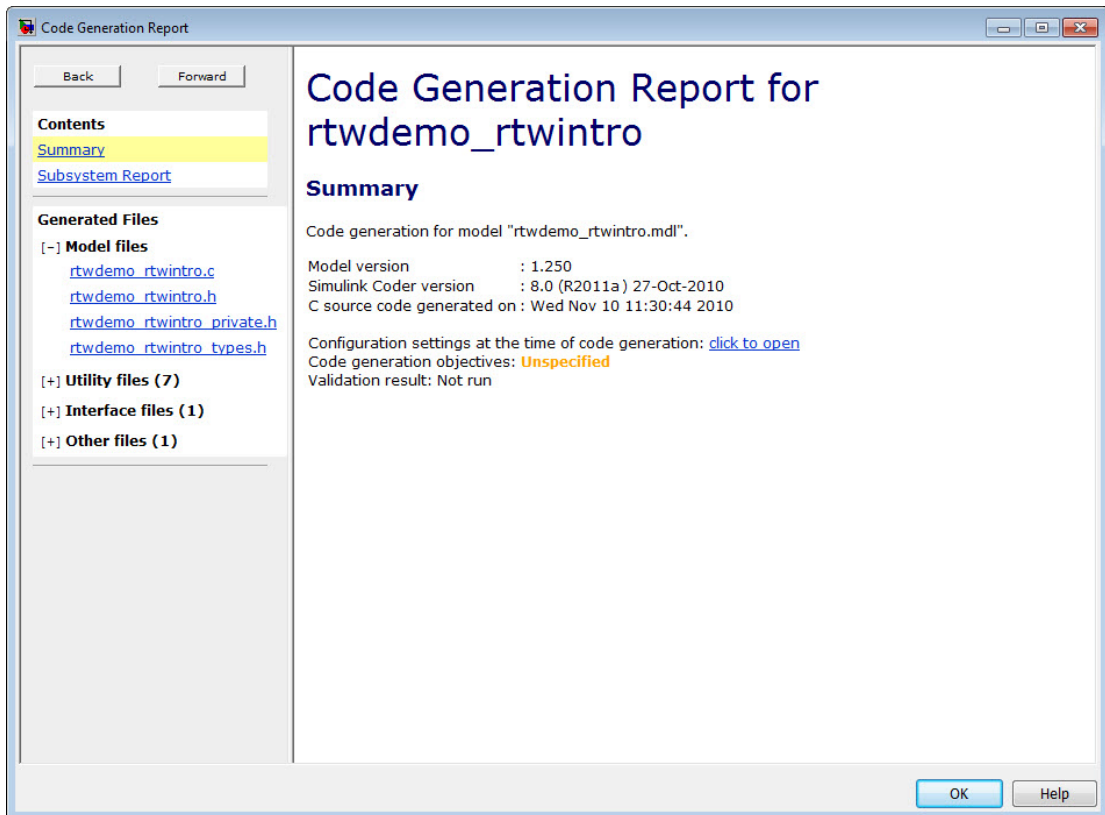 Code Generation Report
Back
Forward
Contents
Summary
Subsystem Report
Generated Files
[-] Model files
rtwdemo_rtwintro.c
rtwdemo_rtwintro.h
rtwdemo_rtwintro_private.h
rtwdemo_rtwintro_types.h
[+] Utility files (7)
[+] Interface files (1)
[+] Other files (1)
Code Generation Report for
rtwdemo_rtwintro
Summary
Code generation for model "rtwdemo_rtwintro.mdl".
Model version : 1.250
Simulink Coder version : 8.0 (R2011a) 27-Oct-2010
C source code generated on : Wed Nov 10 11:30:44 2010
Configuration settings at the time of code generation: click to open
Code generation objectives: Unspecified
Validation result: Not run
OK
Help